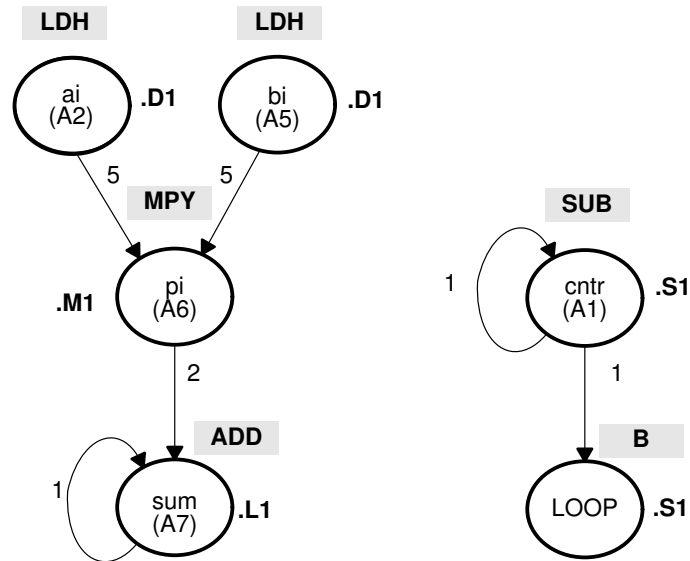 LDH
LDH
ai
(A2)
.D1
bi
(A5)
.D1
5
5
MPY
pi
(A6)
.M1
2
ADD
1
sum
(A7)
.L1
SUB
1
cntr
(A1)
.S1
1
B
LOOP
.S1